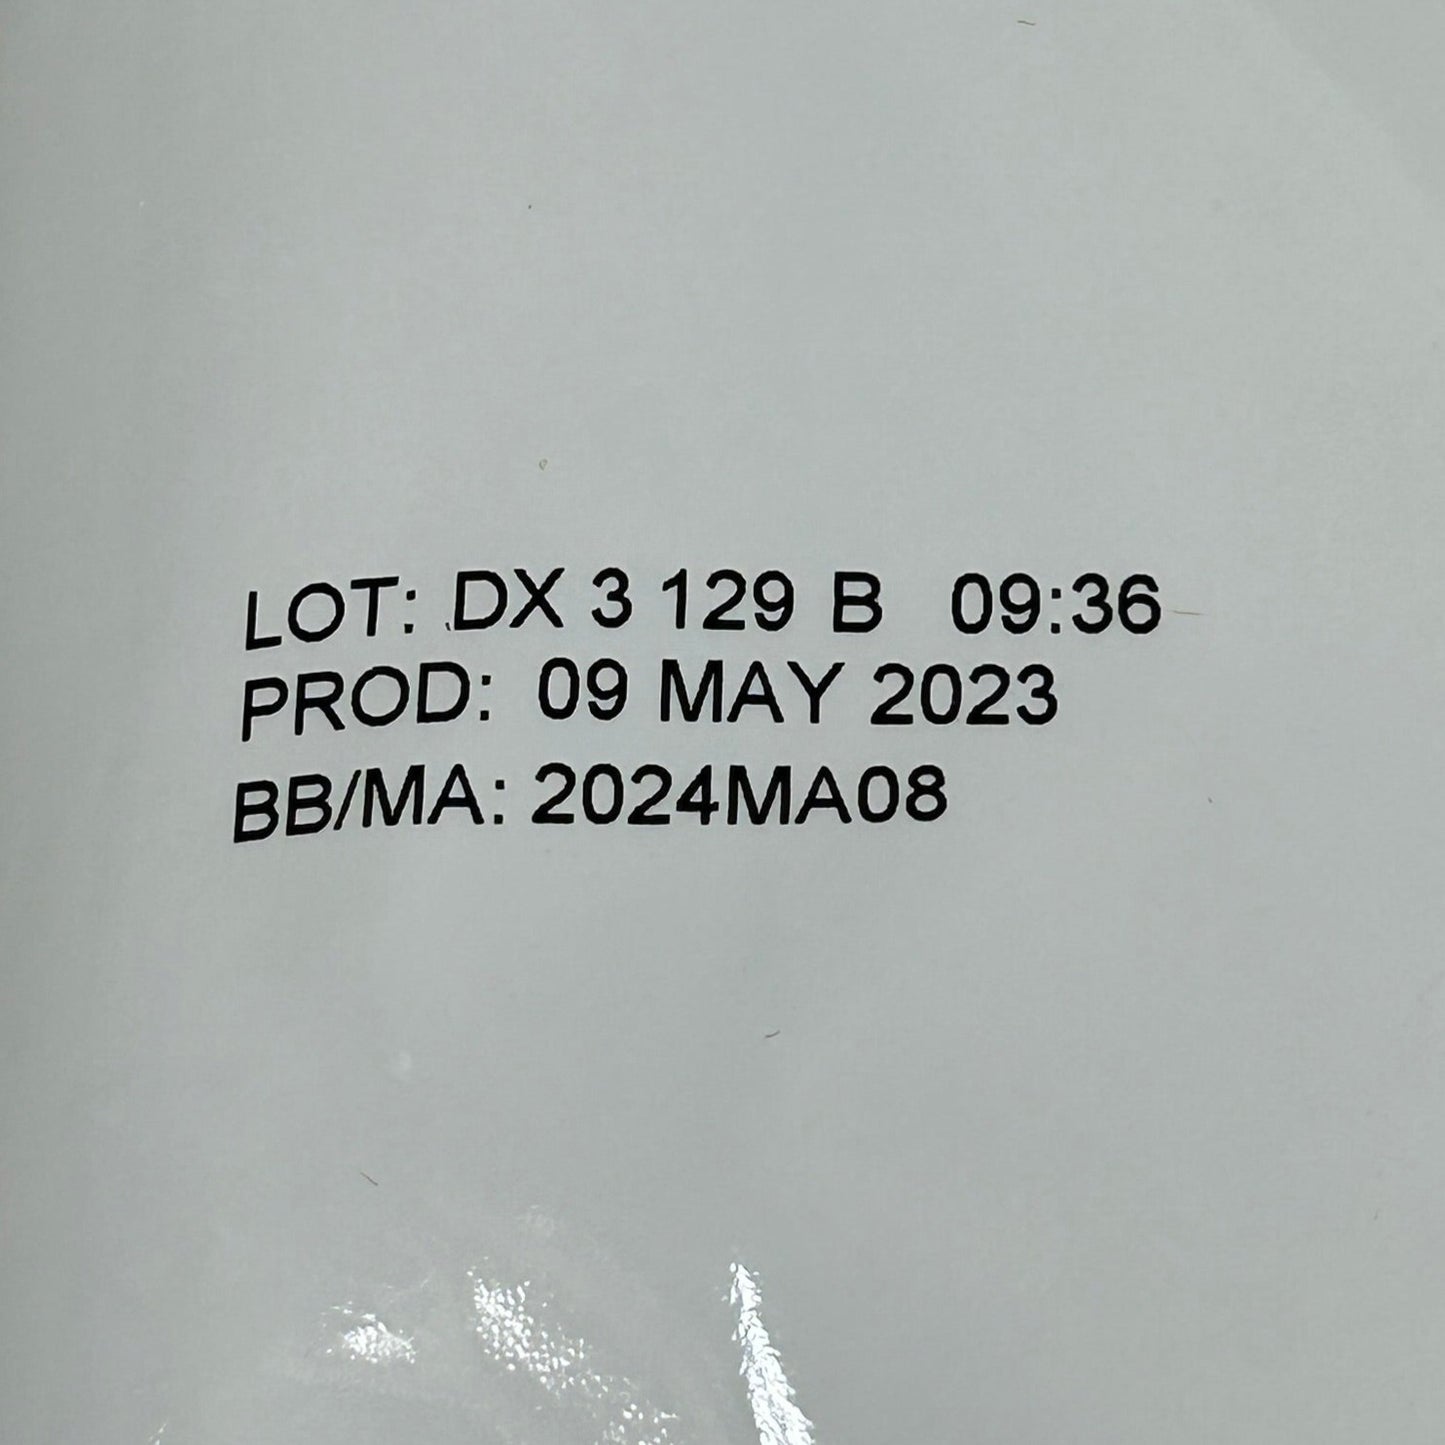 LOT: DX 3 129 B 09:36
PROD: 09 MAY 2023
BB/MA: 2024MA08